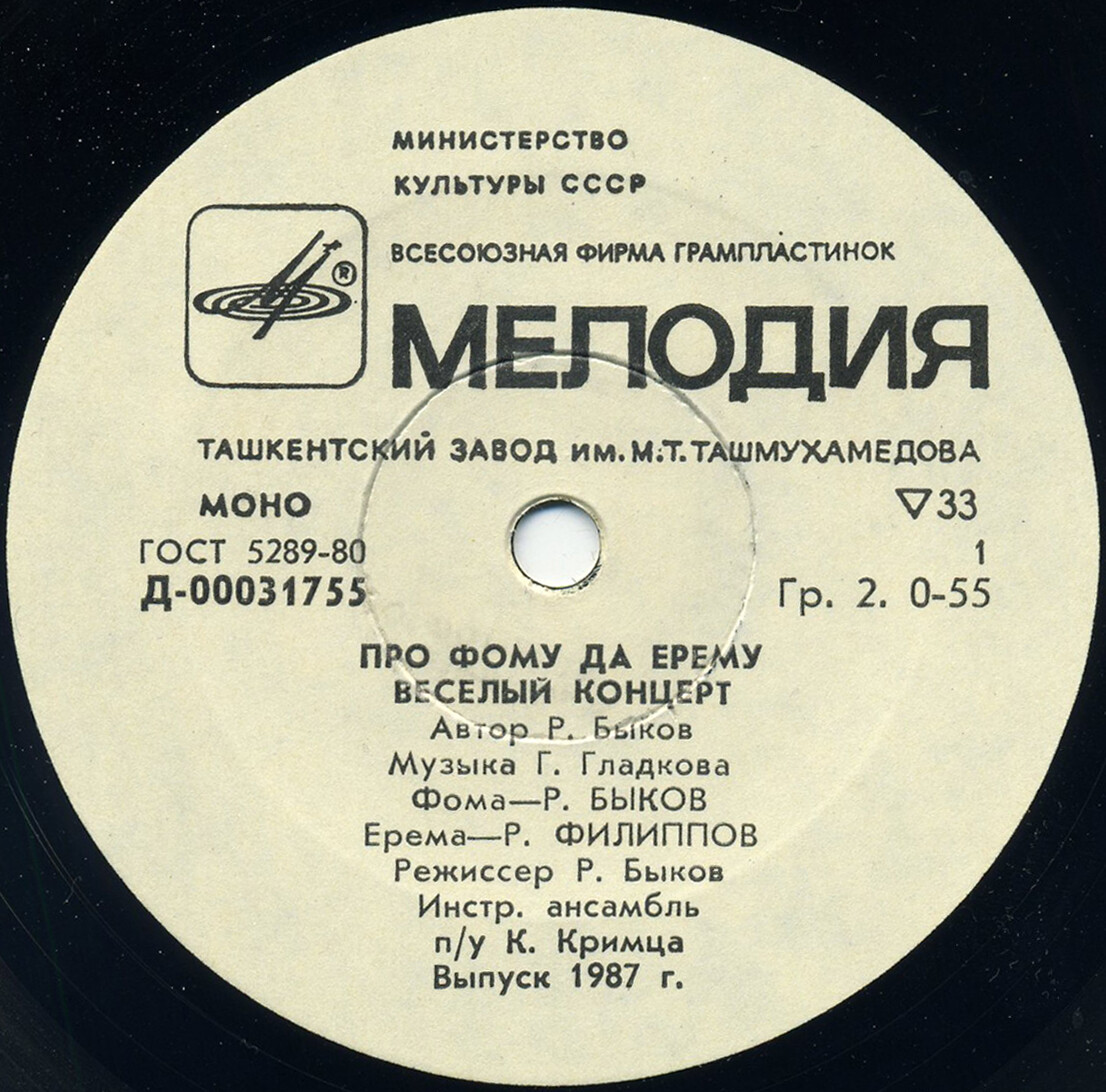 МИНИСТЕРСТВО
КУЛЬТУРЫ СССР
ВСЕСОЮЗНАЯ ФИРМА ГРАМПЛАСТИНОК
®
МЕЛОДИЯ
ТАШКЕНТСКИЙ ЗАВОД им. М.Т. ТАШМУХАМЕДОВА
МОНО ▽33
ГОСТ 5289-80 1
Д-00031755 Гр. 2. 0-55
ПРО ФОМУ ДА ЕРЕМУ
ВЕСЕЛЫЙ КОНЦЕРТ
Автор Р. Быков
Музыка Г. Гладкова
Фома—Р. БЫКОВ
Ерема—Р. ФИЛИППОВ
Режиссер Р. Быков
Инстр. ансамбль
п/у К. Кримца
Выпуск 1987 г.